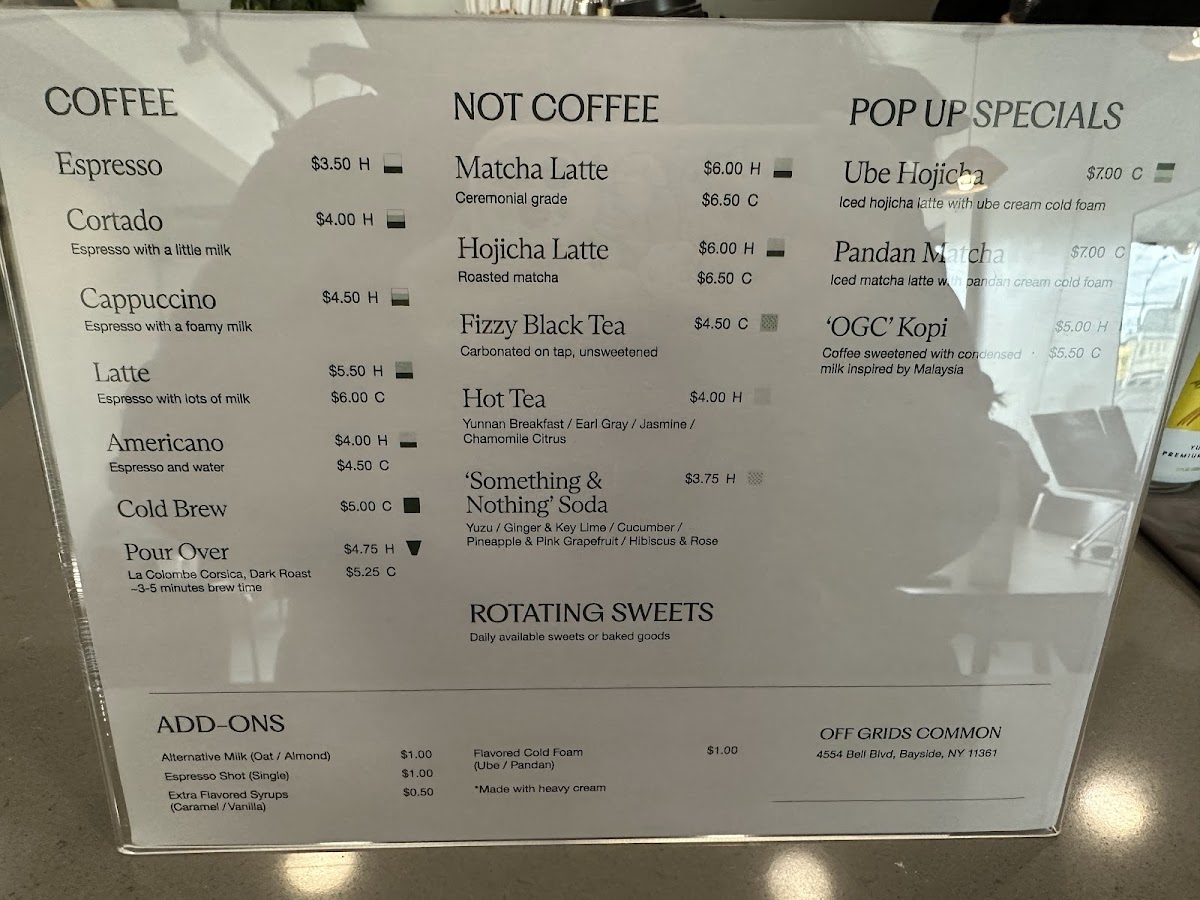 COFFEE
Espresso $3.50 H
Cortado $4.00 H
Espresso with a little milk
Cappuccino $4.50 H
Espresso with a foamy milk
Latte $5.50 H
Espresso with lots of milk $6.00 C
Americano $4.00 H
Espresso and water $4.50 C
Cold Brew $5.00 C
Pour Over $4.75 H
La Colombe Corsica, Dark Roast $5.25 C
~3-5 minutes brew time
NOT COFFEE
Matcha Latte $6.00 H
Ceremonial grade $6.50 C
Hojicha Latte $6.00 H
Roasted matcha $6.50 C
Fizzy Black Tea $4.50 C
Carbonated on tap, unsweetened
Hot Tea $4.00 H
Yunnan Breakfast / Earl Gray / Jasmine /
Chamomile Citrus
‘Something & $3.75 H
Nothing’ Soda
Yuzu / Ginger & Key Lime / Cucumber /
Pineapple & Pink Grapefruit / Hibiscus & Rose
ROTATING SWEETS
Daily available sweets or baked goods
POP UP SPECIALS
Ube Hojicha $7.00 C
Iced hojicha latte with ube cream cold foam
Pandan Matcha $7.00 C
Iced matcha latte with pandan cream cold foam
‘OGC’ Kopi $5.00 H
Coffee sweetened with condensed $5.50 C
milk inspired by Malaysia
ADD-ONS
Alternative Milk (Oat / Almond) $1.00
Espresso Shot (Single) $1.00
Extra Flavored Syrups $0.50
(Caramel / Vanilla)
Flavored Cold Foam $1.00
(Ube / Pandan)
*Made with heavy cream
OFF GRIDS COMMON
4554 Bell Blvd, Bayside, NY 11361